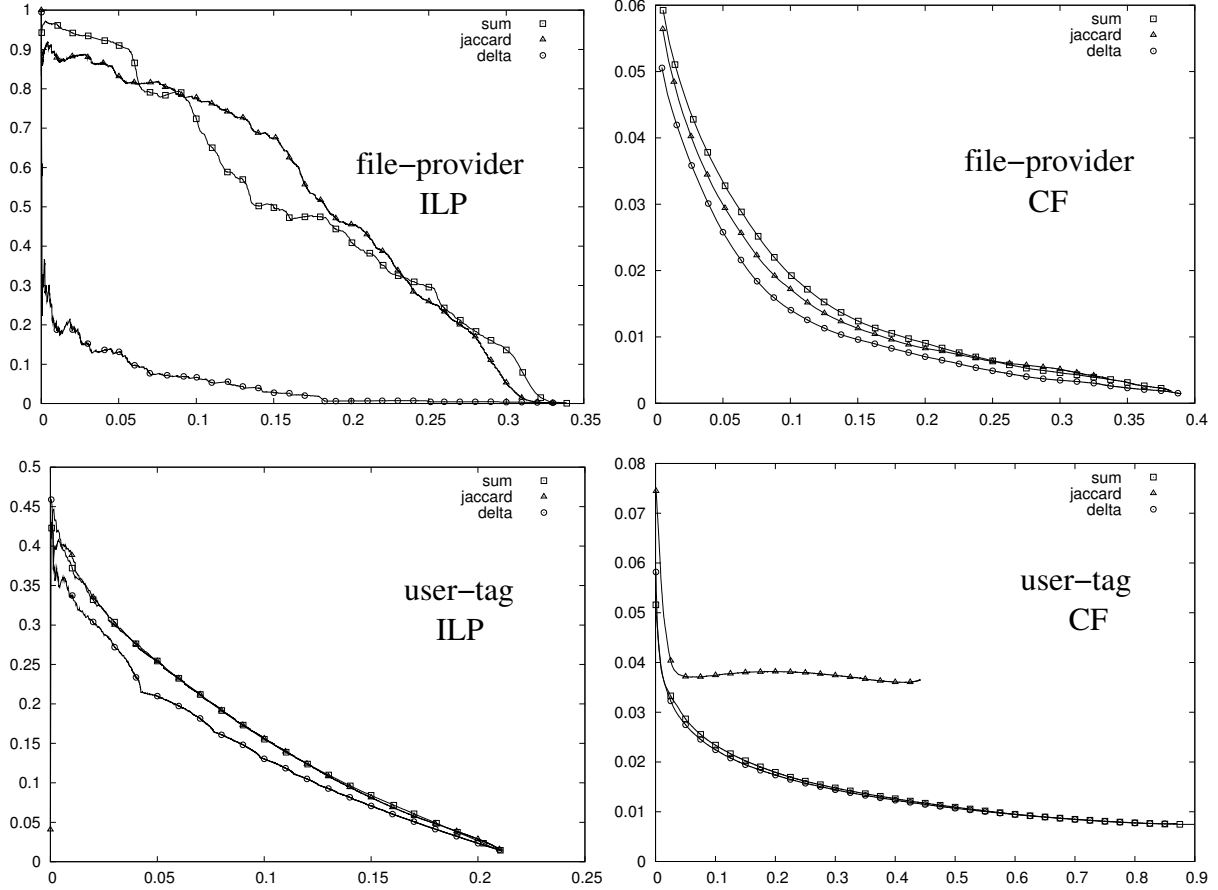 1
0.9
0.8
0.7
0.6
0.5
0.4
0.3
0.2
0.1
0
0 0.05 0.1 0.15 0.2 0.25 0.3 0.35
sum
jaccard
delta
file−provider
ILP
0.06
0.05
0.04
0.03
0.02
0.01
0
0 0.05 0.1 0.15 0.2 0.25 0.3 0.35 0.4
sum
jaccard
delta
file−provider
CF
0.5
0.45
0.4
0.35
0.3
0.25
0.2
0.15
0.1
0.05
0
0 0.05 0.1 0.15 0.2 0.25
sum
jaccard
delta
user−tag
ILP
0.08
0.07
0.06
0.05
0.04
0.03
0.02
0.01
0
0 0.1 0.2 0.3 0.4 0.5 0.6 0.7 0.8 0.9
sum
jaccard
delta
user−tag
CF